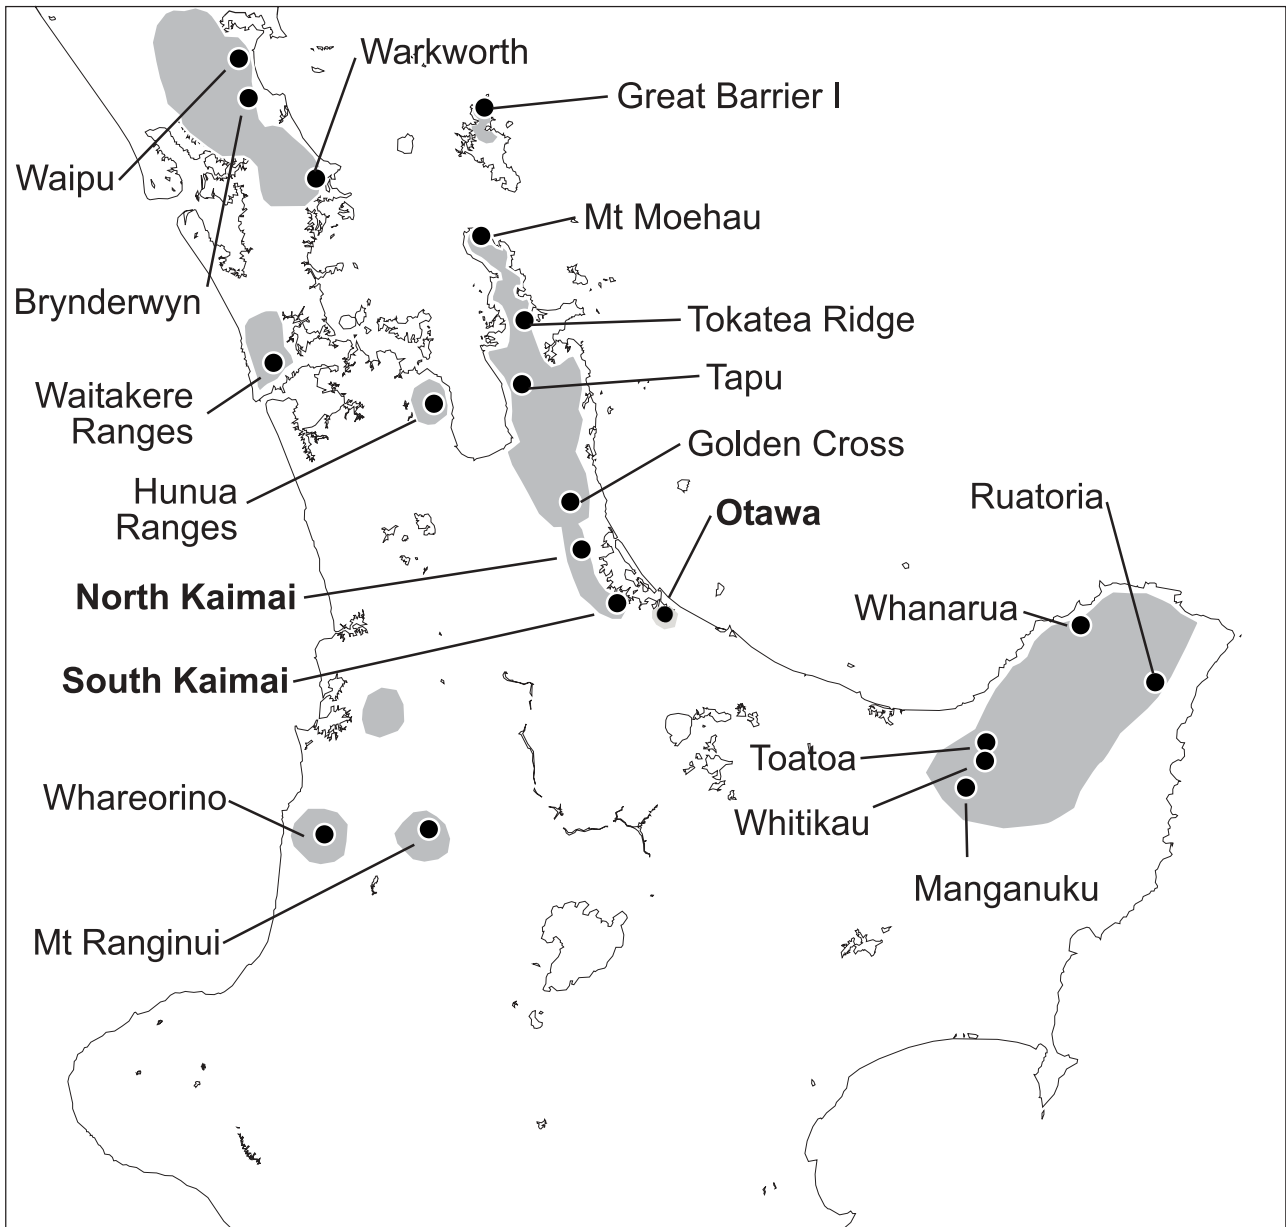 Warkworth
Great Barrier I
Waipu
Mt Moehau
Brynderwyn
Tokatea Ridge
Tapu
Waitakere
Ranges
Golden Cross
Hunua
Ranges
Ruatoria
Otawa
North Kaimai
Whanarua
South Kaimai
Toatoa
Whareorino
Whitikau
Manganuku
Mt Ranginui